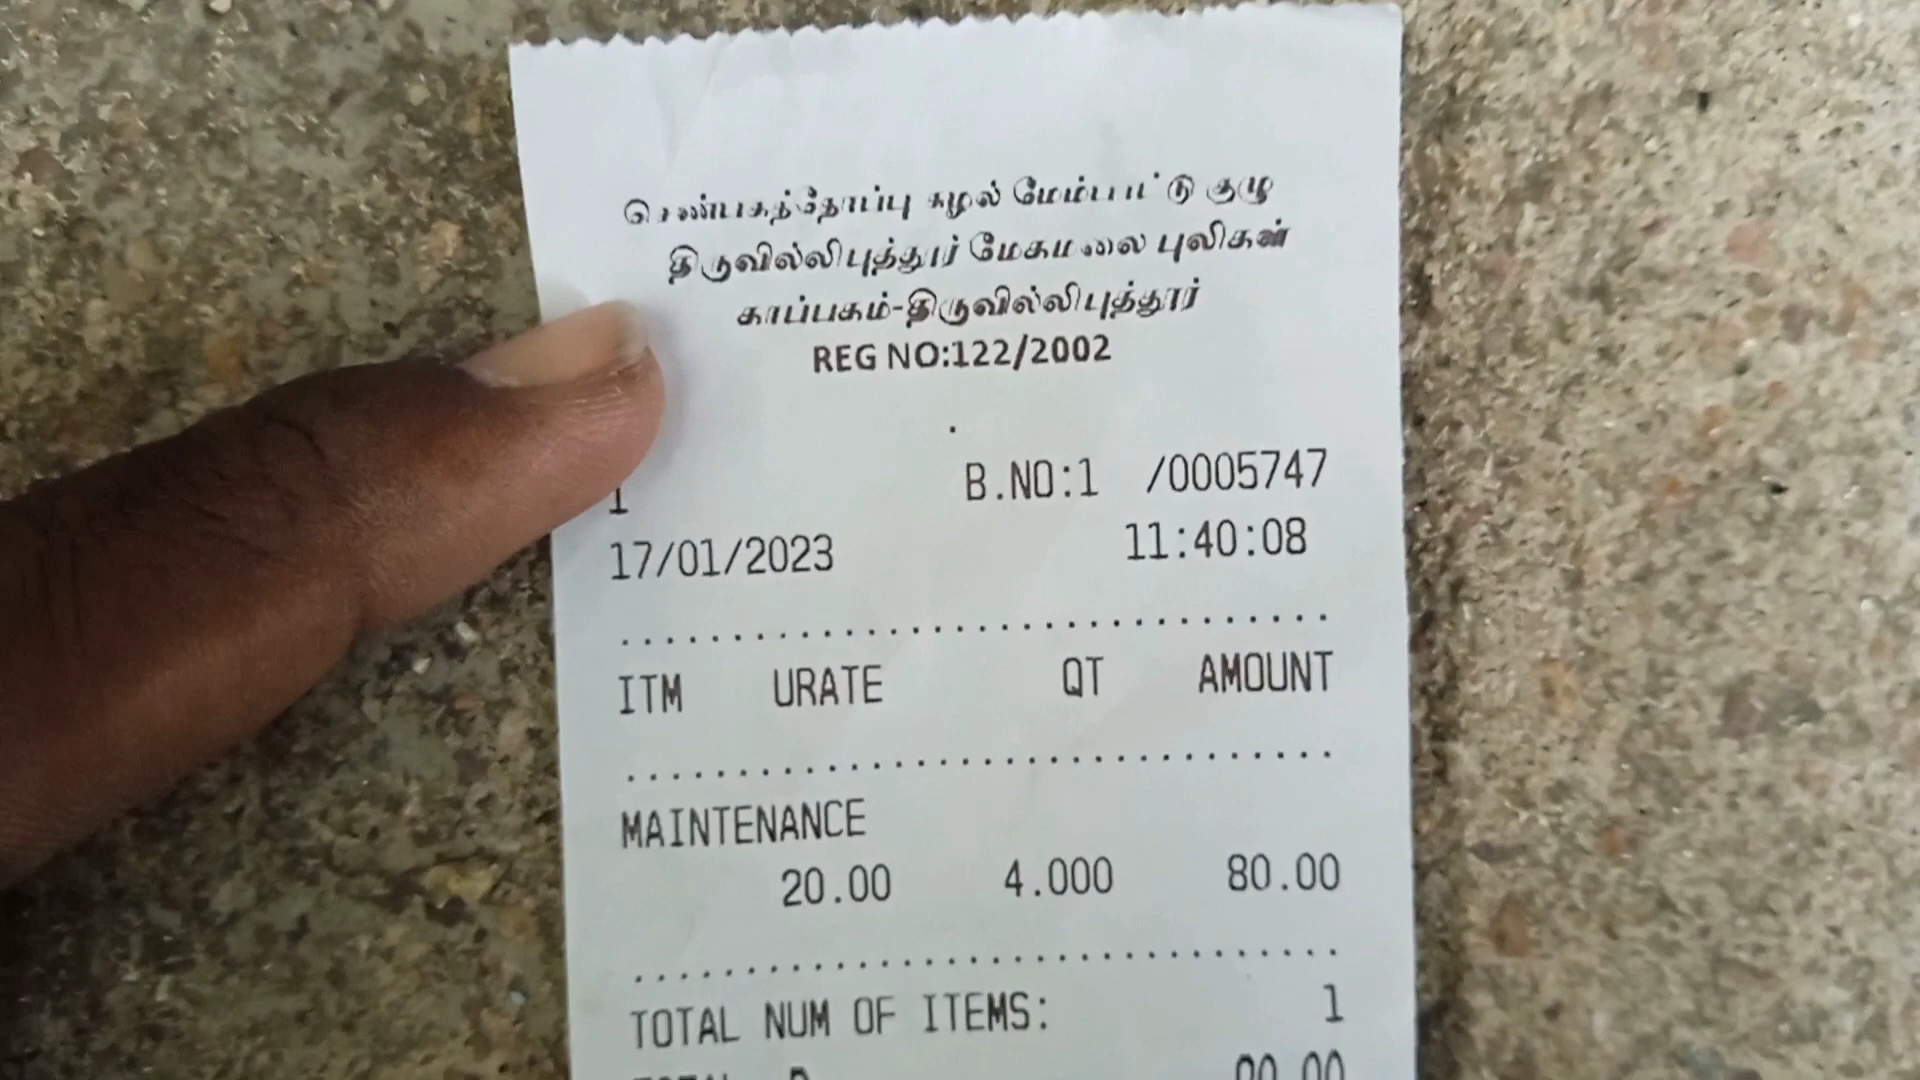 செண்பகத்தோப்பு சுழல் மேம்பாட்டு குழு
திருவில்லிபுத்தூர் மேகமலை புலிகள்
காப்பகம்-திருவில்லிபுத்தூர்
REG NO:122/2002
.
1 B.NO:1 /0005747
17/01/2023 11:40:08
ITM URATE QT AMOUNT
MAINTENANCE
20.00 4.000 80.00
TOTAL NUM OF ITEMS: 1